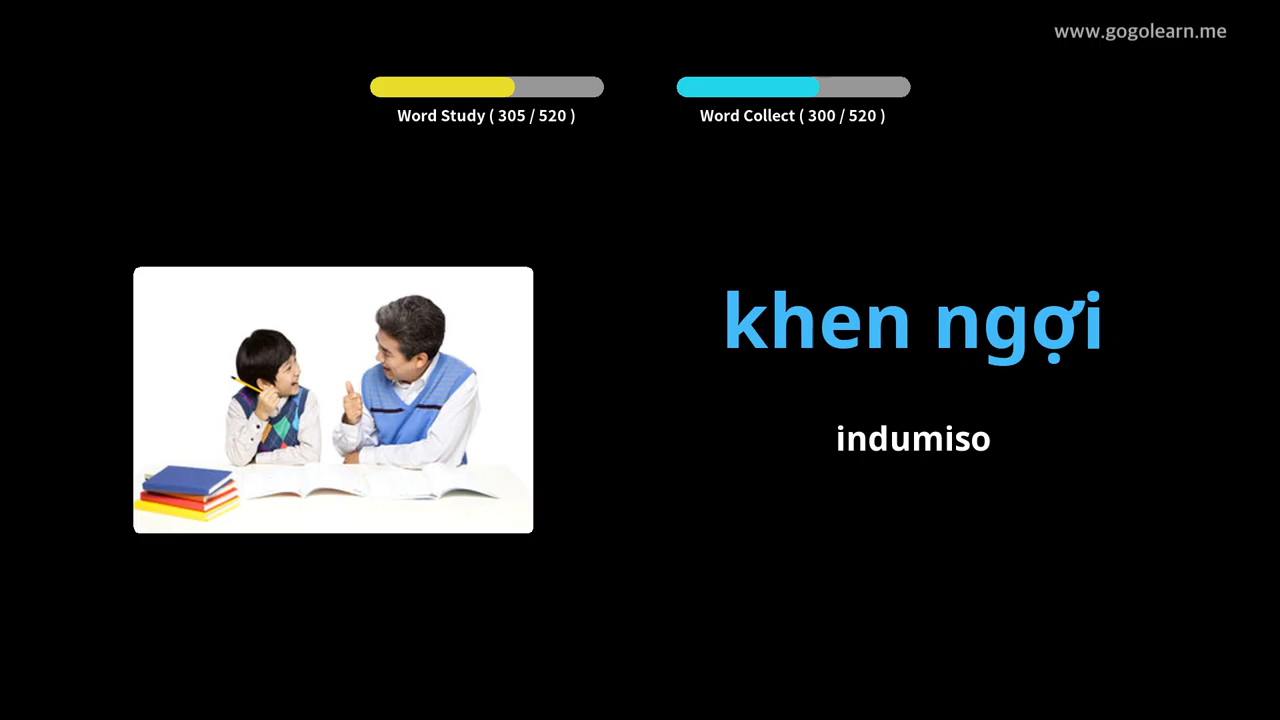 www.gogolearn.me
Word Study ( 305 / 520 )
Word Collect ( 300 / 520 )
khen ngợi
indumiso